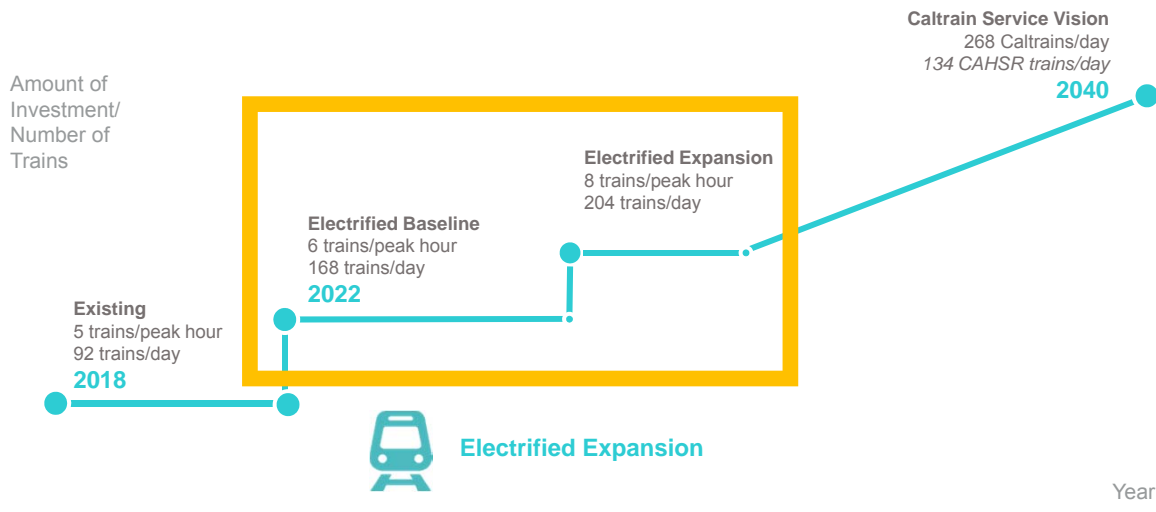 Caltrain Service Vision
268 Caltrains/day
134 CAHSR trains/day
2040
Amount of
Investment/
Number of
Trains
Electrified Expansion
8 trains/peak hour
204 trains/day
Electrified Baseline
6 trains/peak hour
168 trains/day
2022
Existing
5 trains/peak hour
92 trains/day
2018
Electrified Expansion
Year